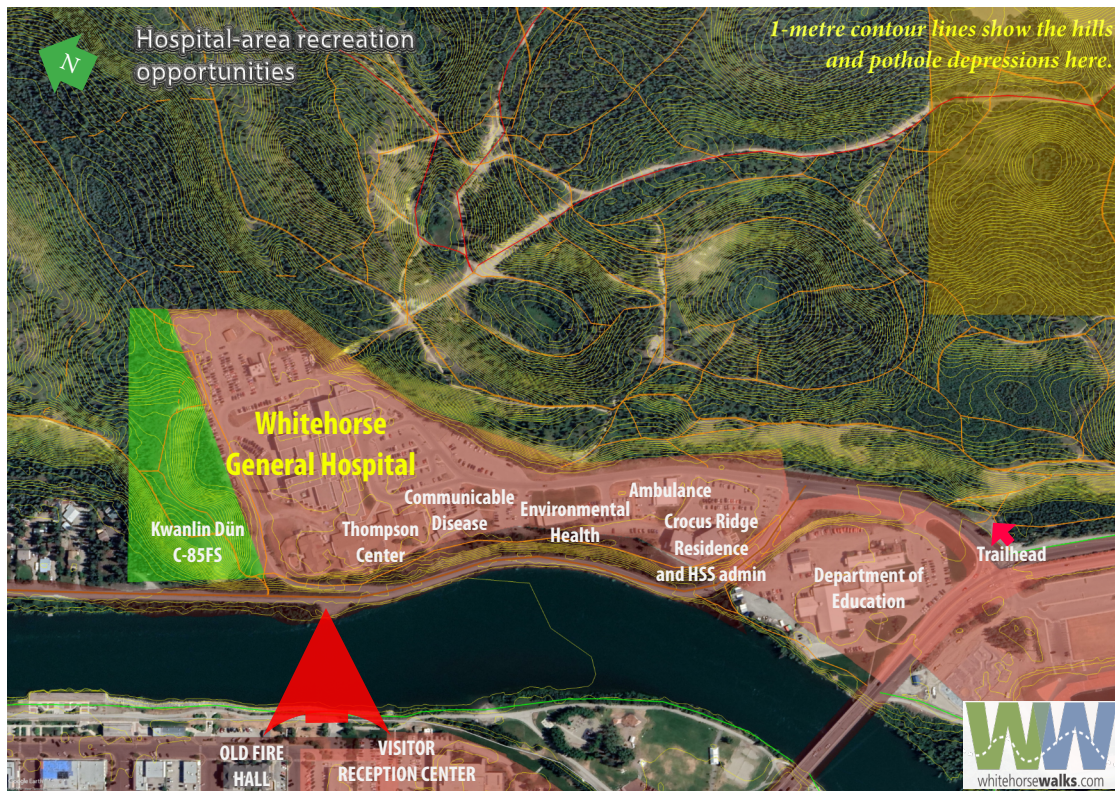 Hospital-area recreation
opportunities
N
1-metre contour lines show the hills
and pothole depressions here.
Whitehorse
General Hospital
Kwanlin Dün
C-85FS
Thompson
Center
Communicable
Disease
Environmental
Health
Ambulance
Crocus Ridge
Residence
and HSS admin
Department of
Education
Trailhead
OLD FIRE
HALL
VISITOR
RECEPTION CENTER
Google Earth
WW
whitehorsewalks.com